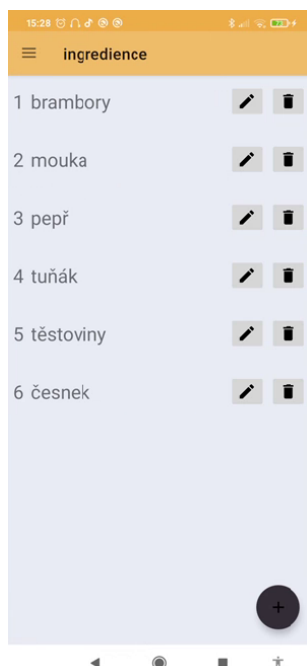 15:28
ingredience
1 brambory
2 mouka
3 pepř
4 tuňák
5 těstoviny
6 česnek